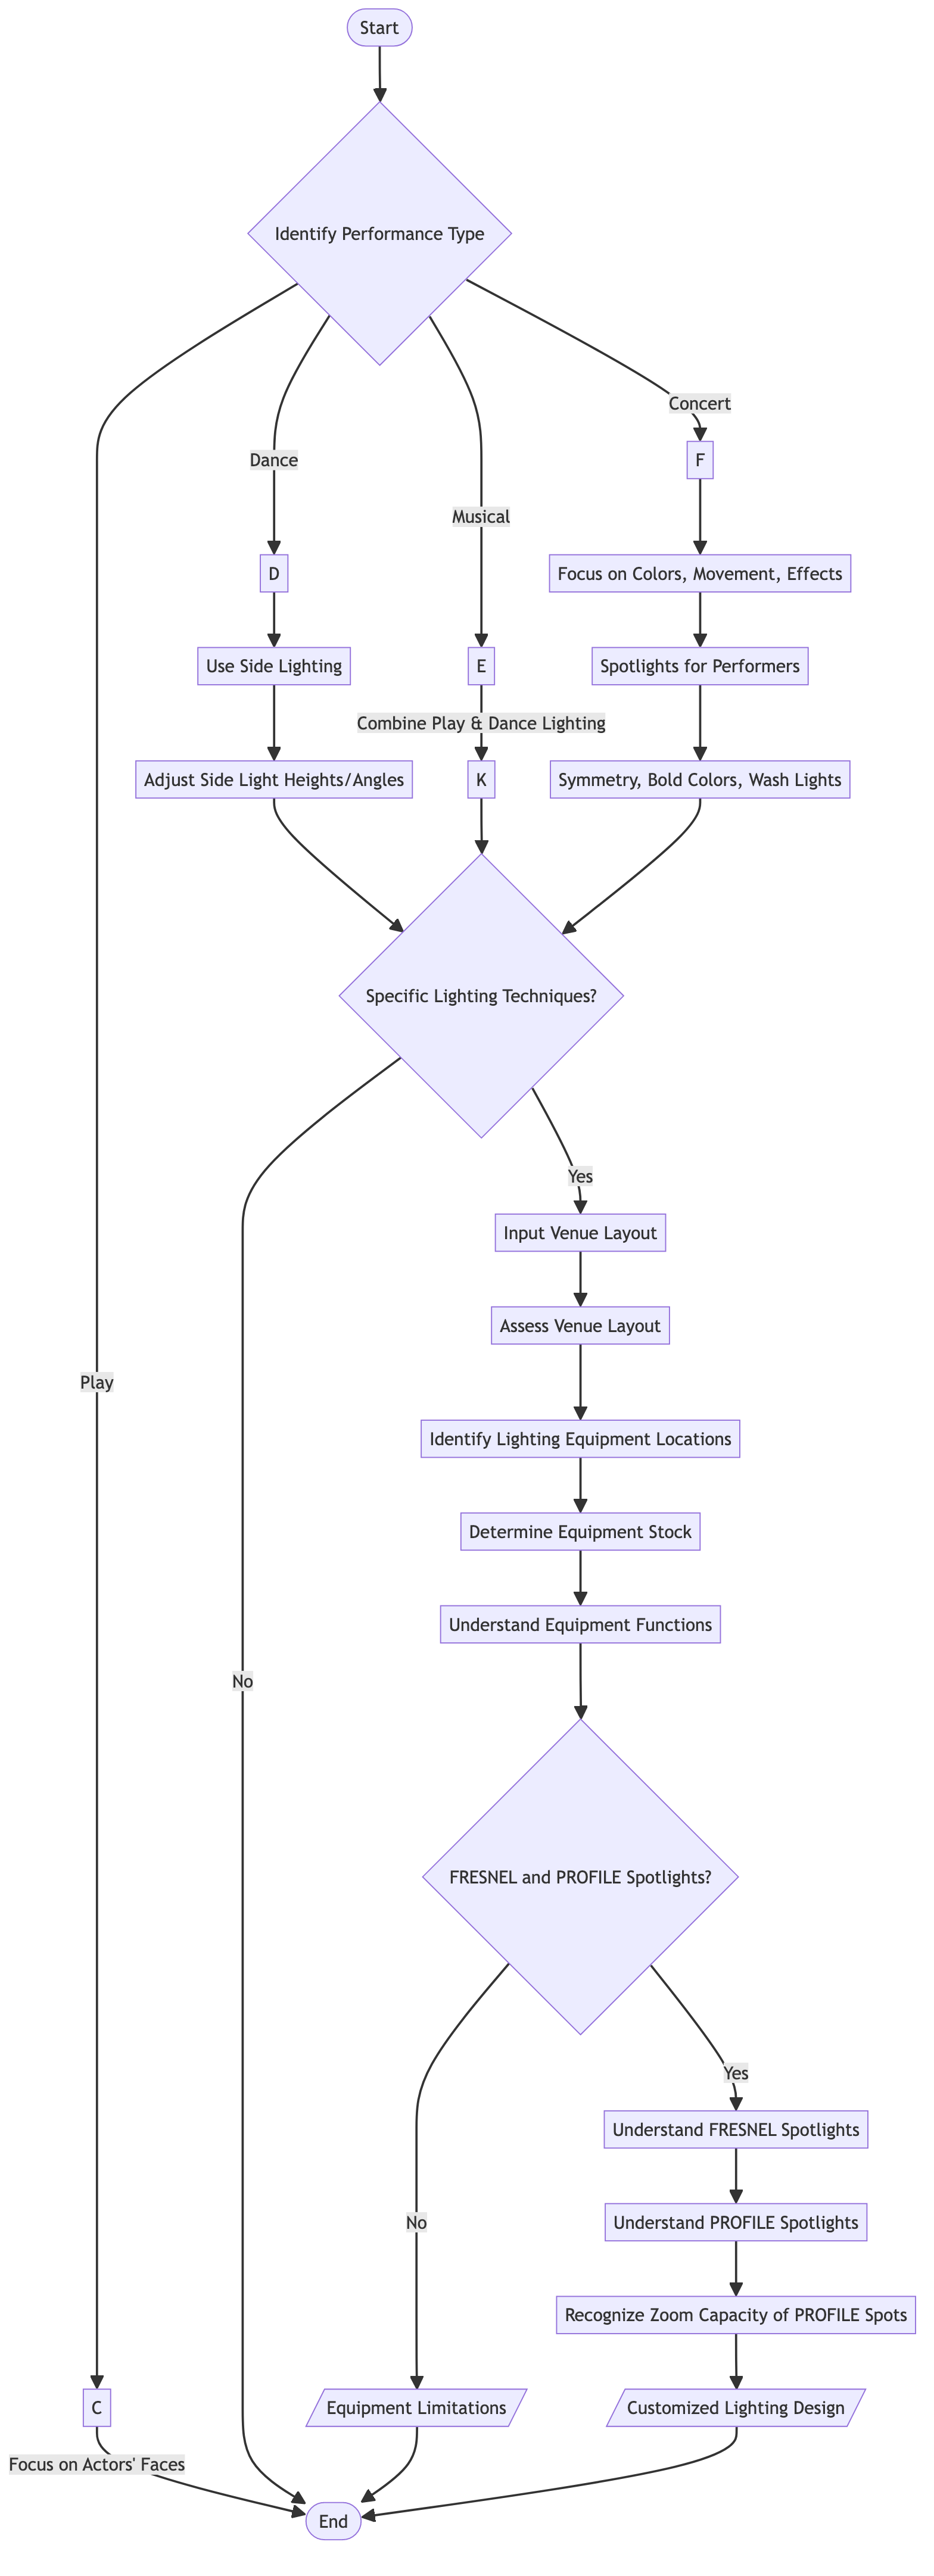 Start
Identify Performance Type
Concert
Dance
F
Musical
D
Focus on Colors, Movement, Effects
Use Side Lighting
E
Spotlights for Performers
Combine Play & Dance Lighting
Adjust Side Light Heights/Angles
K
Symmetry, Bold Colors, Wash Lights
Specific Lighting Techniques?
Yes
Input Venue Layout
Assess Venue Layout
Play
Identify Lighting Equipment Locations
Determine Equipment Stock
Understand Equipment Functions
No
FRESNEL and PROFILE Spotlights?
Yes
Understand FRESNEL Spotlights
No
Understand PROFILE Spotlights
Recognize Zoom Capacity of PROFILE Spots
C
Equipment Limitations
Customized Lighting Design
Focus on Actors' Faces
End